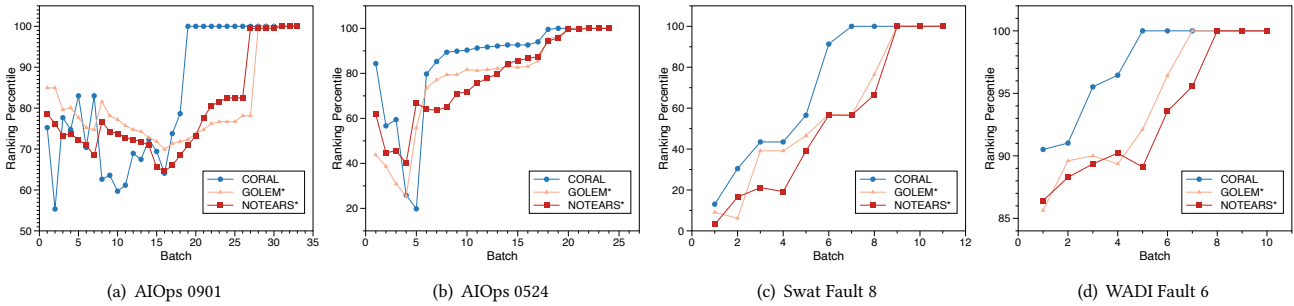 100
90
80
70
60
50
0 5 10 15 20 25 30 35
Ranking Percentile
Batch
CORAL
GOLEM*
NOTEARS*
(a) AIOps 0901
100
80
60
40
20
0 5 10 15 20 25
Ranking Percentile
Batch
CORAL
GOLEM*
NOTEARS*
(b) AIOps 0524
100
80
60
40
20
0
0 2 4 6 8 10 12
Ranking Percentile
Batch
CORAL
GOLEM*
NOTEARS*
(c) Swat Fault 8
100
95
90
85
0 2 4 6 8 10
Ranking Percentile
Batch
CORAL
GOLEM*
NOTEARS*
(d) WADI Fault 6